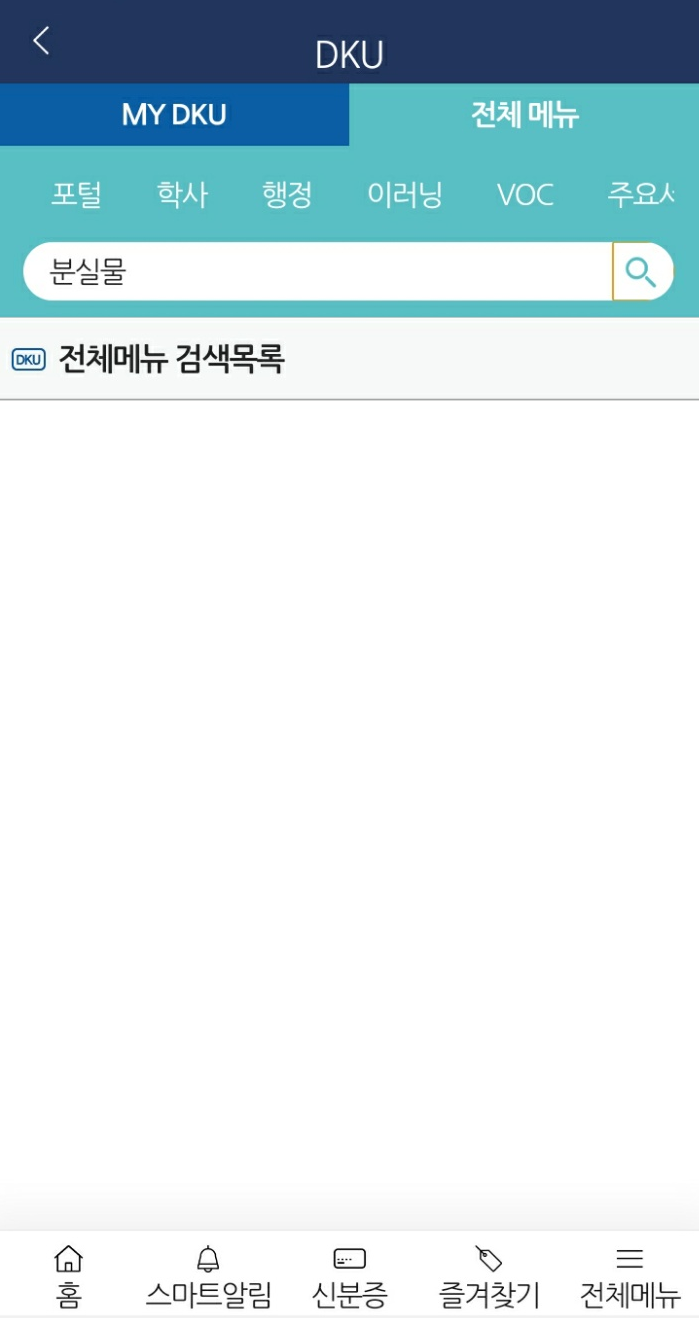 DKU
MY DKU 전체 메뉴
포털 학사 행정 이러닝 VOC 주요
분실물
DKU 전체메뉴 검색목록
홈 스마트알림 신분증 즐겨찾기 전체메뉴